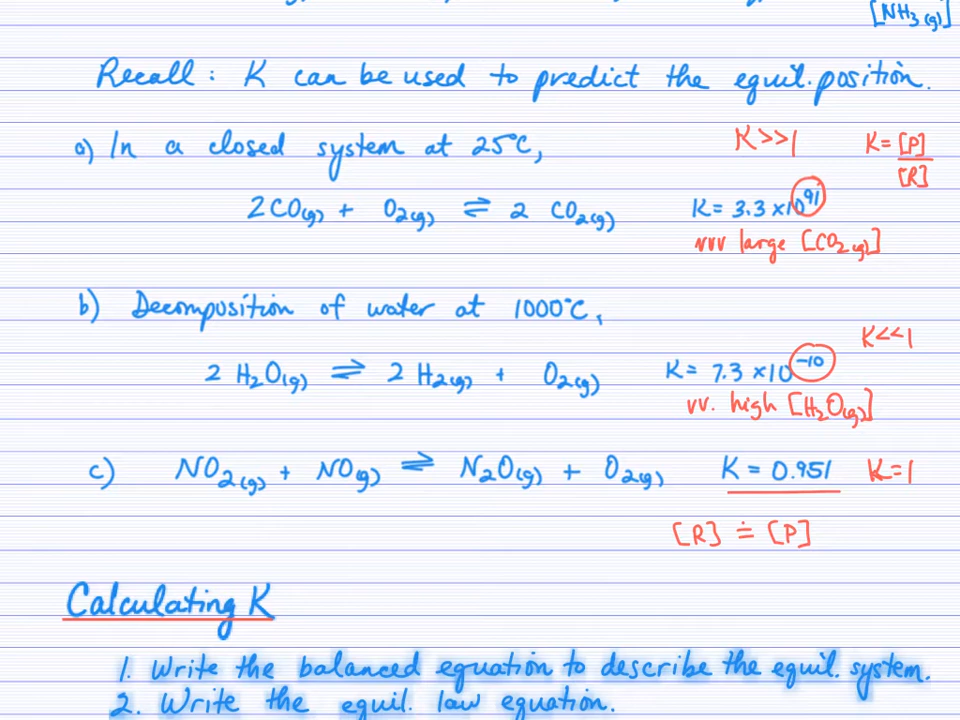 [NH₃(g)]
Recall : K can be used to predict the equil. position.
a) In a closed system at 25°C, K>>1 K = [P]/[R]
2CO(g) + O₂(g) ⇌ 2 CO₂(g) K = 3.3 ×10⁹¹
vvv large [CO₂(g)]
b) Decomposition of water at 1000°C, K<<1
2 H₂O(g) ⇌ 2 H₂(g) + O₂(g) K = 7.3 ×10⁻¹⁰
vv. high [H₂O(g)]
c) NO₂(g) + NO(g) ⇌ N₂O(g) + O₂(g) K = 0.951 K=1
[R] ≐ [P]
Calculating K
1. Write the balanced equation to describe the equil. system.
2. Write the equil. law equation.